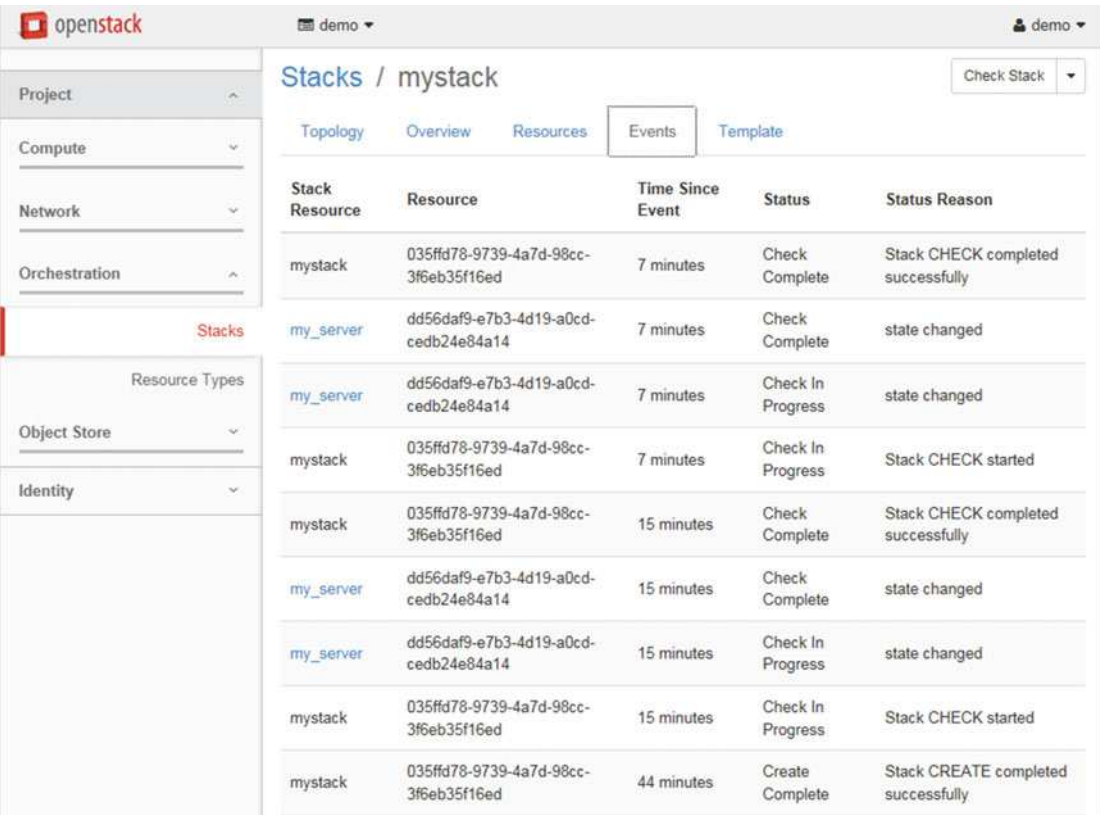 openstack
demo
demo
Project
Compute
Network
Orchestration
Stacks
Resource Types
Object Store
Identity
Stacks / mystack
Check Stack
Topology Overview Resources Events Template
Stack
Resource
Resource
Time Since
Event
Status
Status Reason
mystack
035ffd78-9739-4a7d-98cc-
3f6eb35f16ed
7 minutes
Check
Complete
Stack CHECK completed
successfully
my_server
dd56daf9-e7b3-4d19-a0cd-
cedb24e84a14
7 minutes
Check
Complete
state changed
my_server
dd56daf9-e7b3-4d19-a0cd-
cedb24e84a14
7 minutes
Check In
Progress
state changed
mystack
035ffd78-9739-4a7d-98cc-
3f6eb35f16ed
7 minutes
Check In
Progress
Stack CHECK started
mystack
035ffd78-9739-4a7d-98cc-
3f6eb35f16ed
15 minutes
Check
Complete
Stack CHECK completed
successfully
my_server
dd56daf9-e7b3-4d19-a0cd-
cedb24e84a14
15 minutes
Check
Complete
state changed
my_server
dd56daf9-e7b3-4d19-a0cd-
cedb24e84a14
15 minutes
Check In
Progress
state changed
mystack
035ffd78-9739-4a7d-98cc-
3f6eb35f16ed
15 minutes
Check In
Progress
Stack CHECK started
mystack
035ffd78-9739-4a7d-98cc-
3f6eb35f16ed
44 minutes
Create
Complete
Stack CREATE completed
successfully